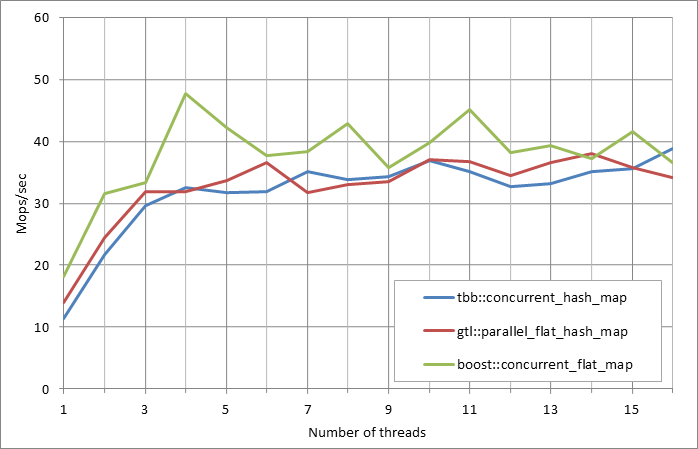 60
50
40
30
20
10
0
Mops/sec
tbb::concurrent_hash_map
gtl::parallel_flat_hash_map
boost::concurrent_flat_map
1 3 5 7 9 11 13 15
Number of threads